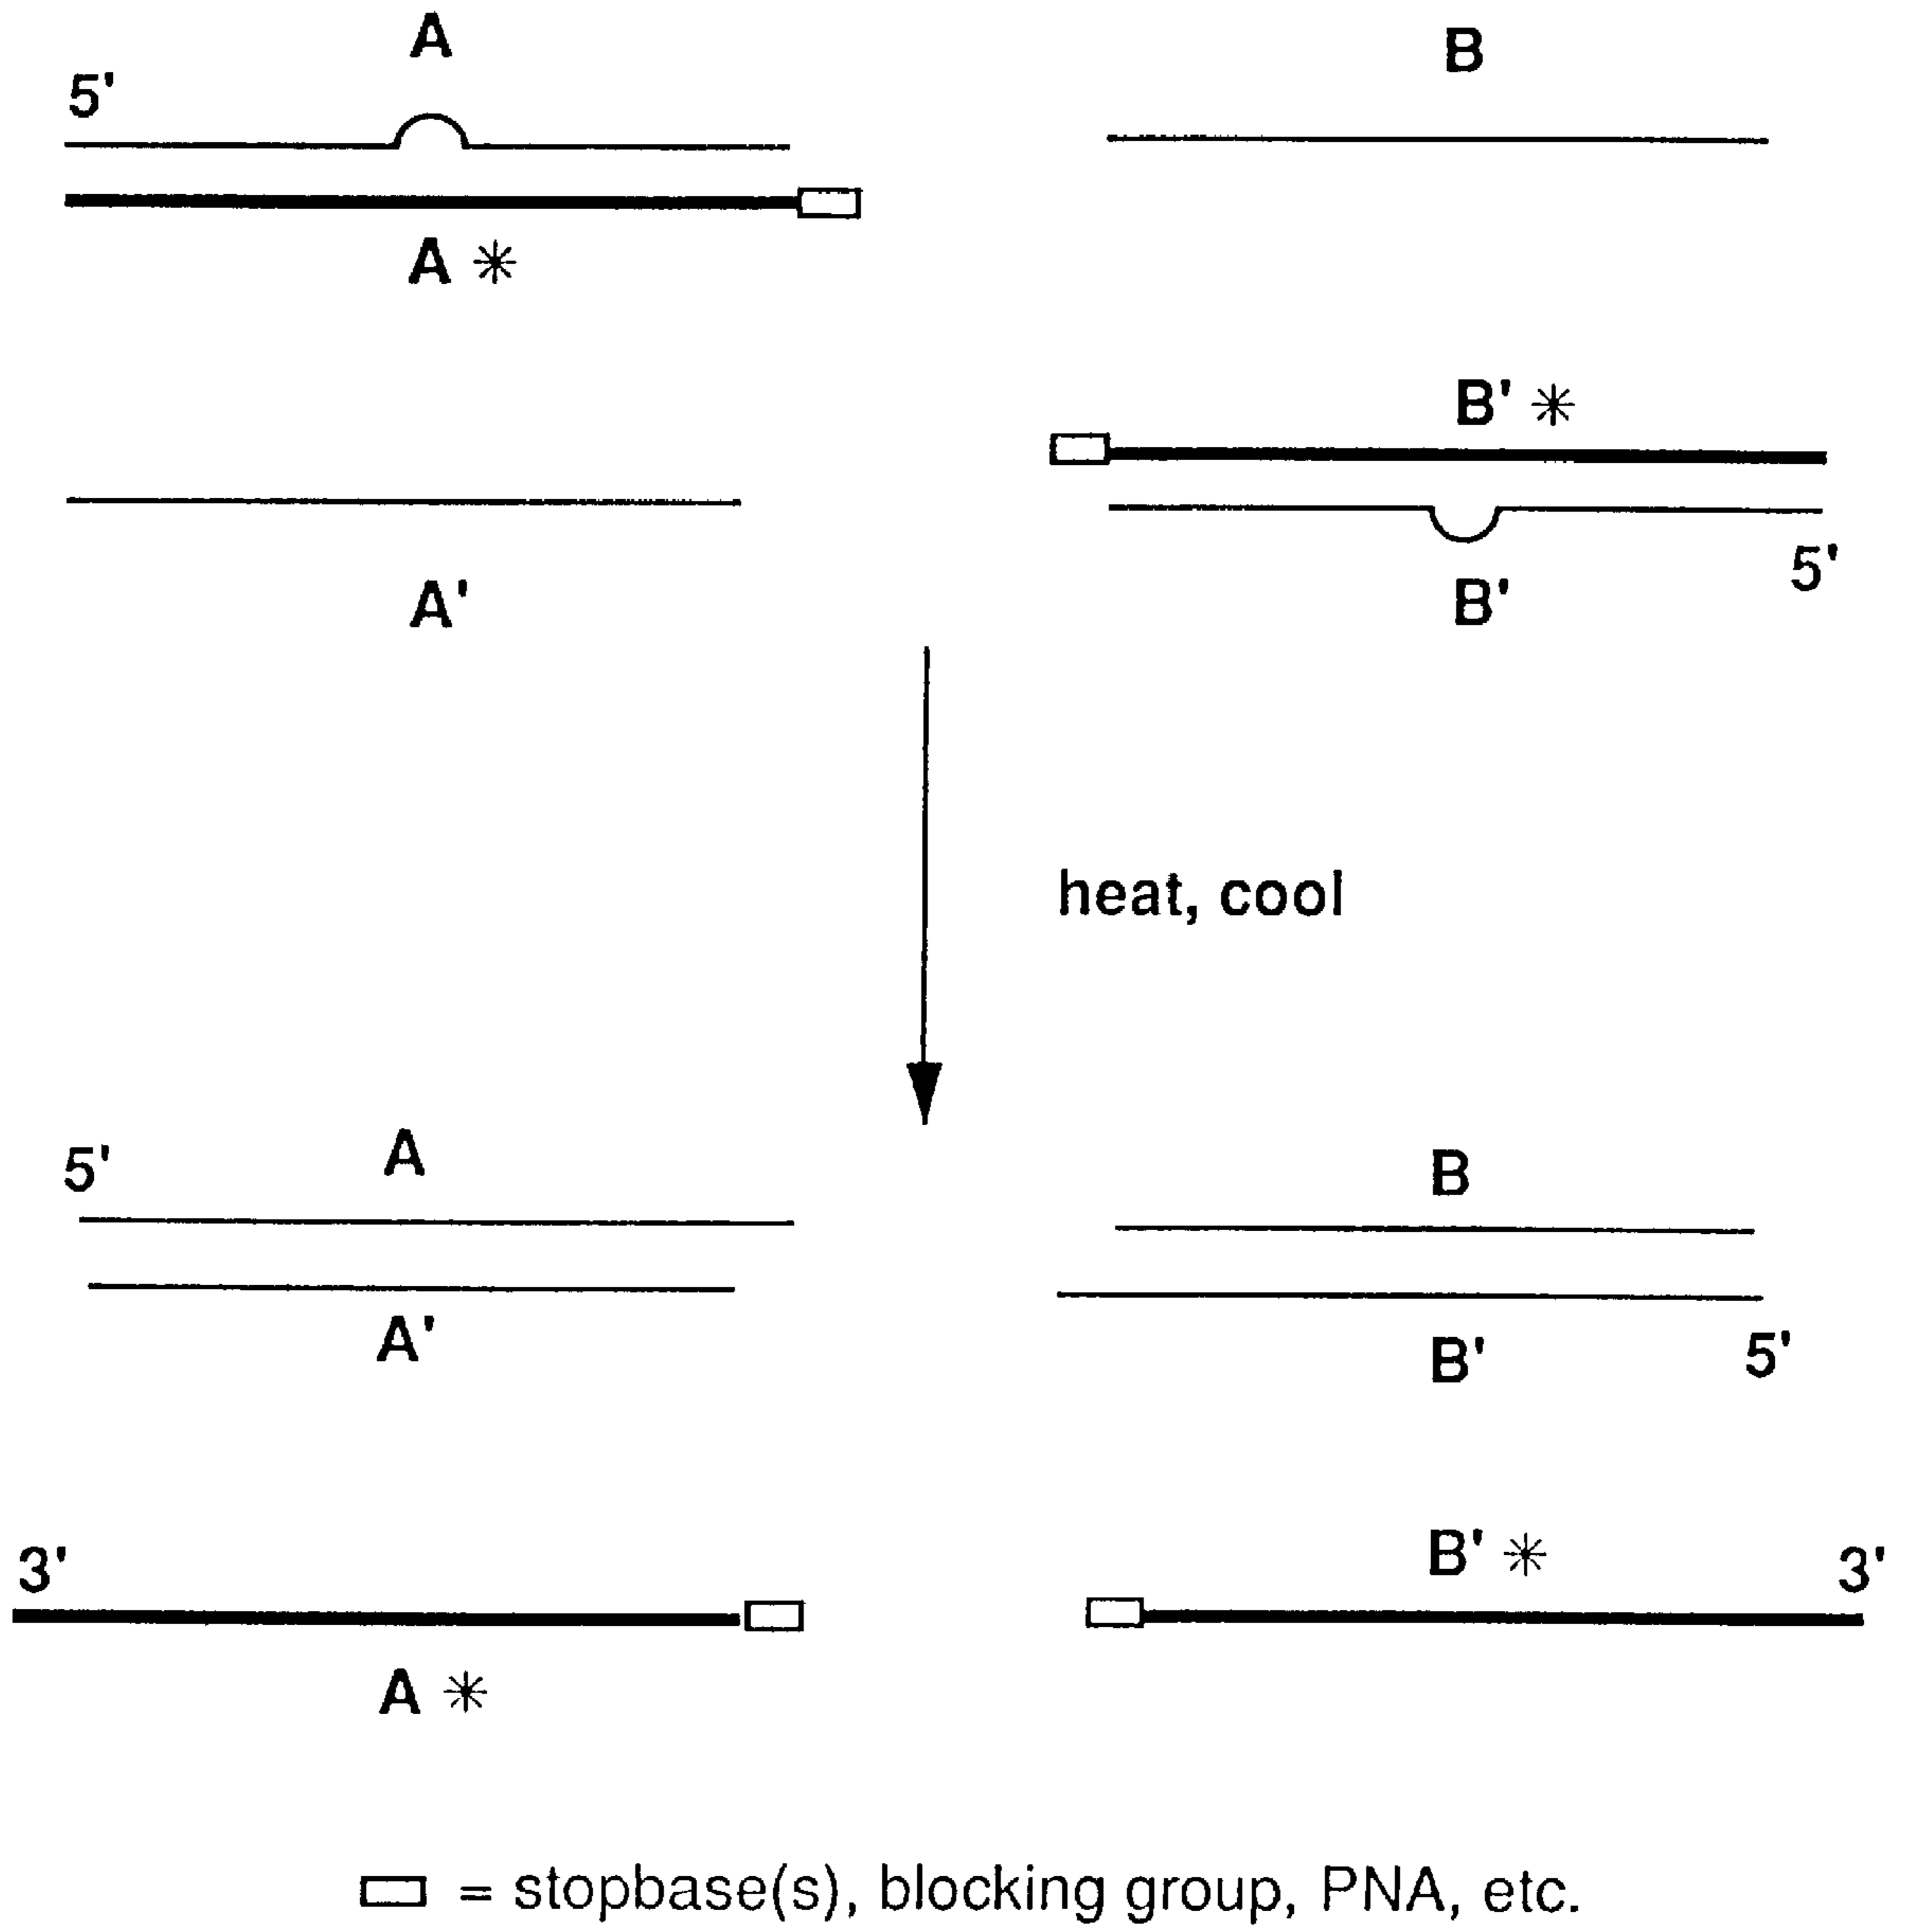 A
B
5'
A *
B' *
A'
B'
5'
heat, cool
5'
A
B
A'
B'
5'
3'
B' *
3'
A *
= stopbase(s), blocking group, PNA, etc.